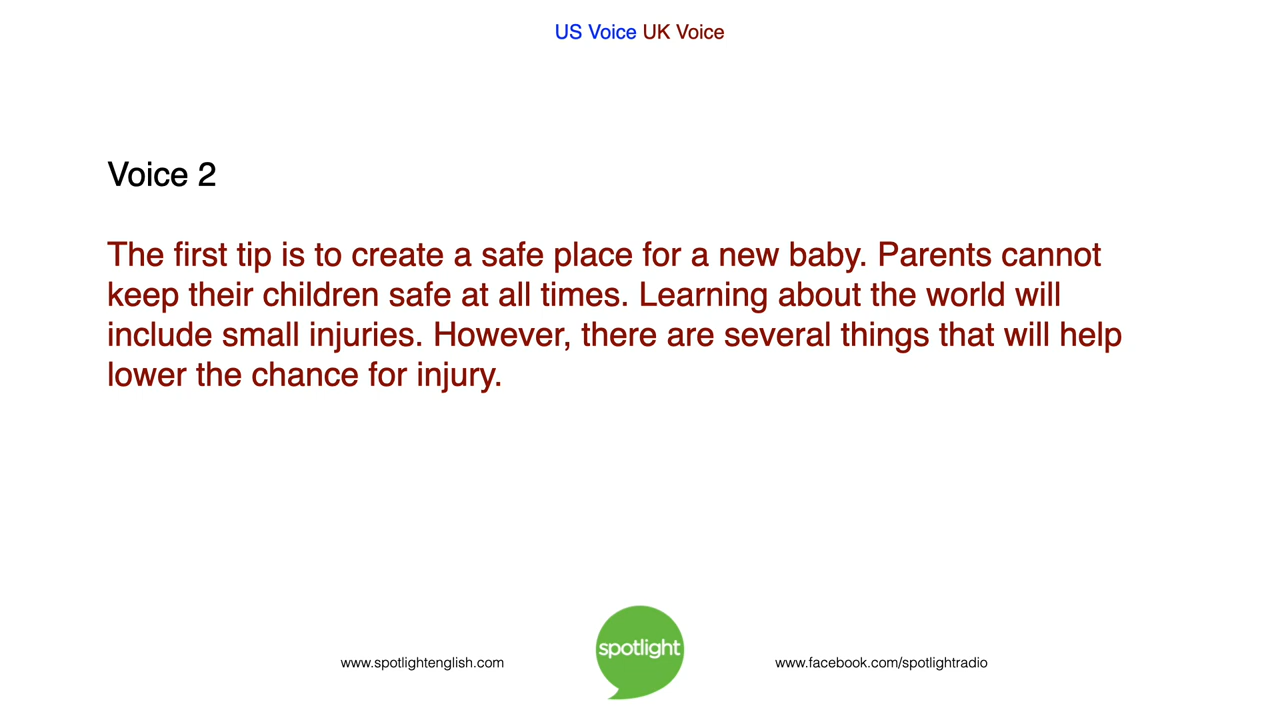 US Voice UK Voice
Voice 2
The first tip is to create a safe place for a new baby. Parents cannot
keep their children safe at all times. Learning about the world will
include small injuries. However, there are several things that will help
lower the chance for injury.
spotlight
www.spotlightenglish.com
www.facebook.com/spotlightradio